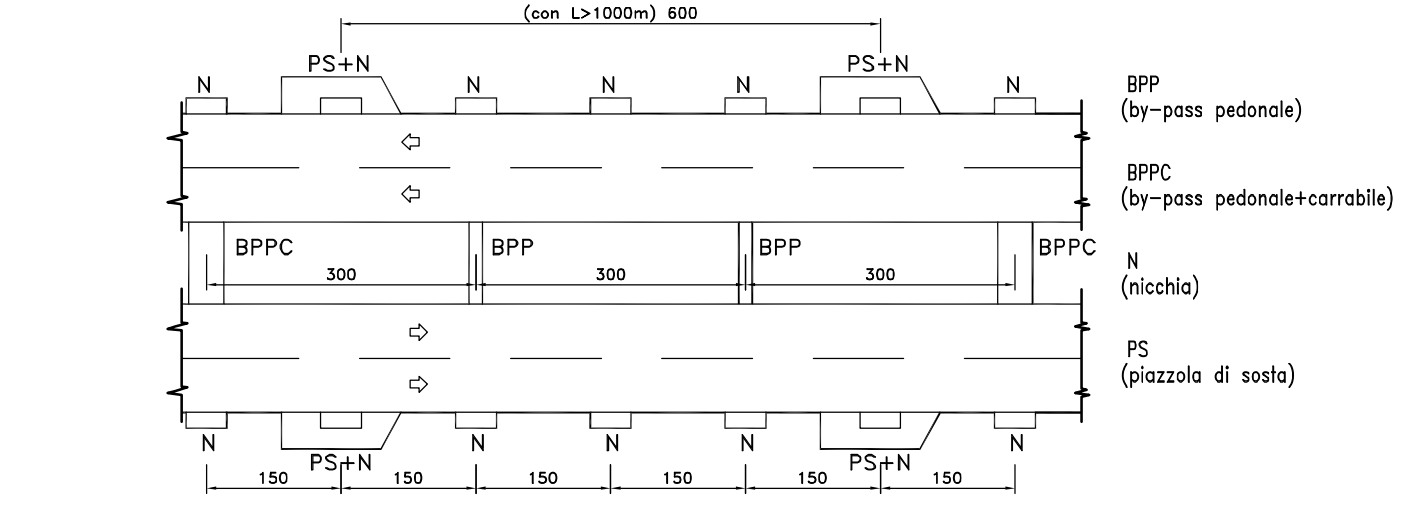 (con L>1000m) 600
PS+N PS+N
N N N N N
BPP
(by-pass pedonale)
BPPC
(by-pass pedonale+carrabile)
BPPC BPP BPP BPPC
300 300 300
N
(nicchia)
PS
(piazzola di sosta)
N N N N N
PS+N PS+N
150 150 150 150 150 150